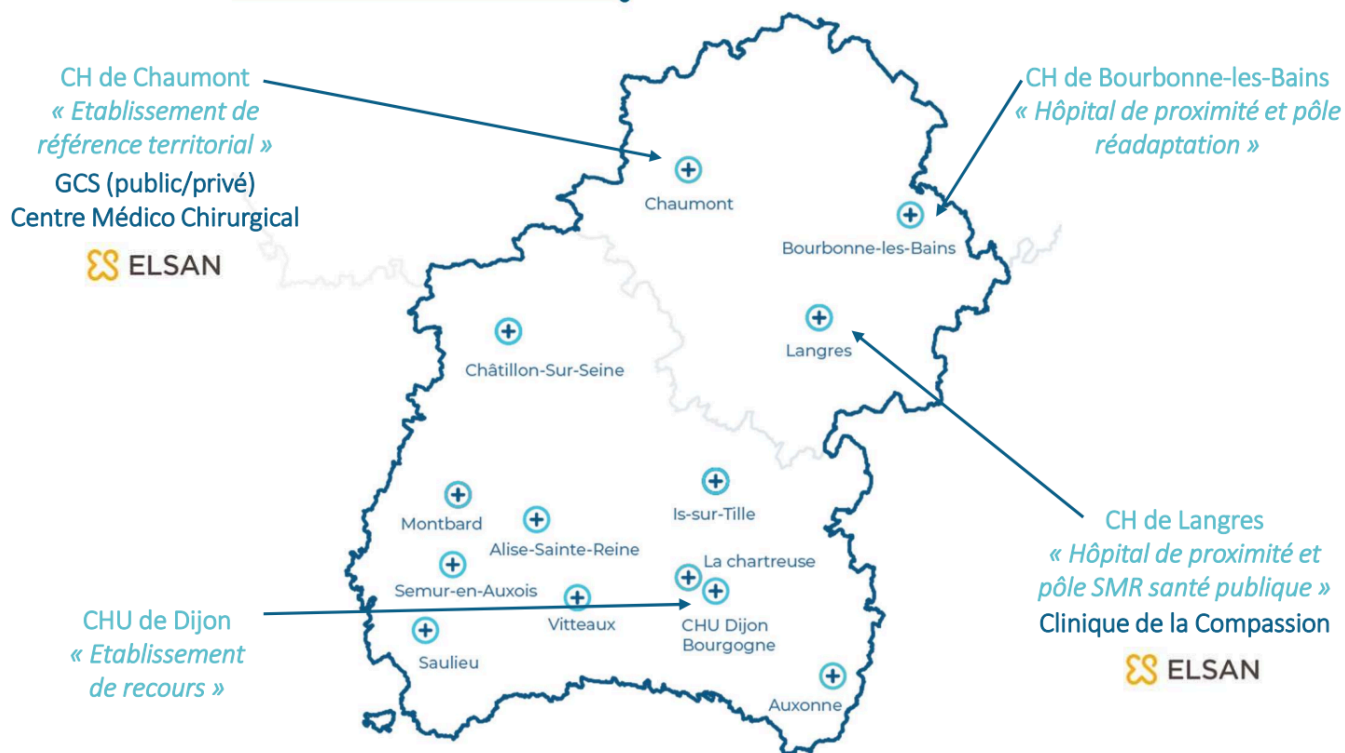 CH de Chaumont
« Etablissement de
référence territorial »
GCS (public/privé)
Centre Médico Chirurgical
ELSAN
CH de Bourbonne-les-Bains
« Hôpital de proximité et pôle
réadaptation »
Chaumont
Bourbonne-les-Bains
Langres
Châtillon-Sur-Seine
Montbard
Alise-Sainte-Reine
Is-sur-Tille
La chartreuse
Semur-en-Auxois
Vitteaux
CHU Dijon
Bourgogne
Saulieu
Auxonne
CHU de Dijon
« Etablissement
de recours »
CH de Langres
« Hôpital de proximité et
pôle SMR santé publique »
Clinique de la Compassion
ELSAN